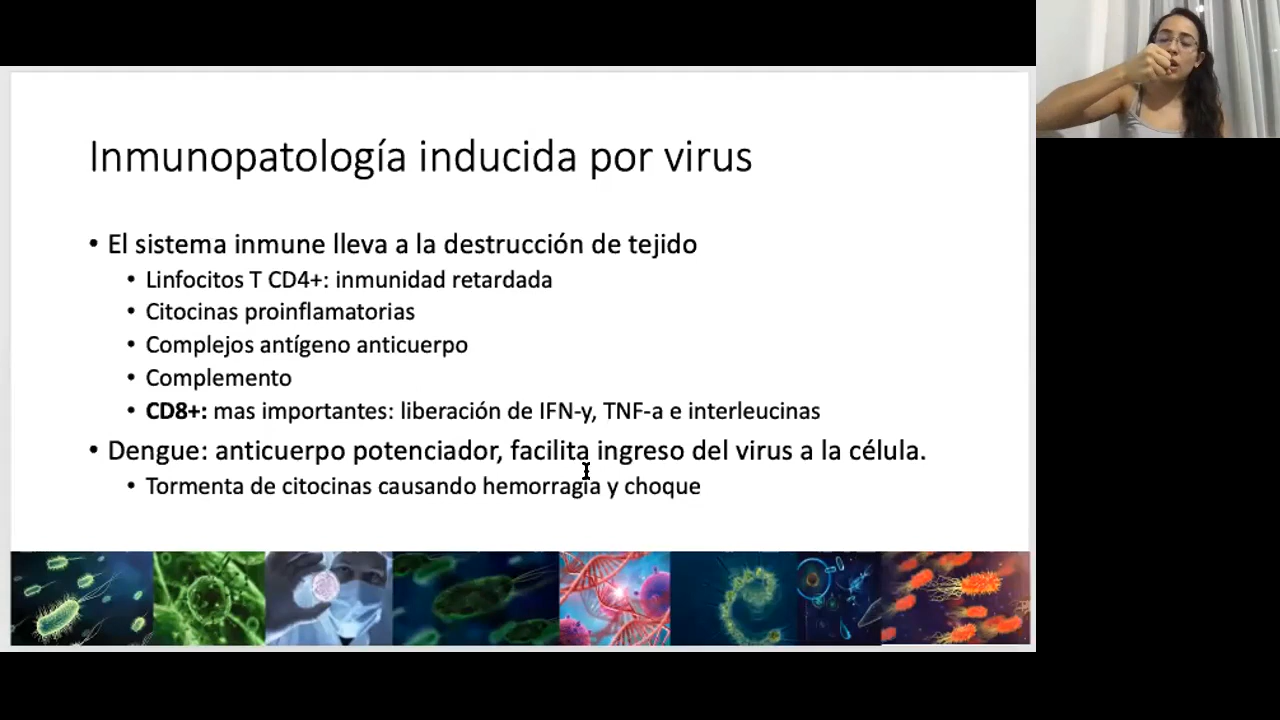 Inmunopatología inducida por virus
• El sistema inmune lleva a la destrucción de tejido
• Linfocitos T CD4+: inmunidad retardada
• Citocinas proinflamatorias
• Complejos antígeno anticuerpo
• Complemento
• CD8+: mas importantes: liberación de IFN-y, TNF-a e interleucinas
• Dengue: anticuerpo potenciador, facilita ingreso del virus a la célula.
• Tormenta de citocinas causando hemorragia y choque